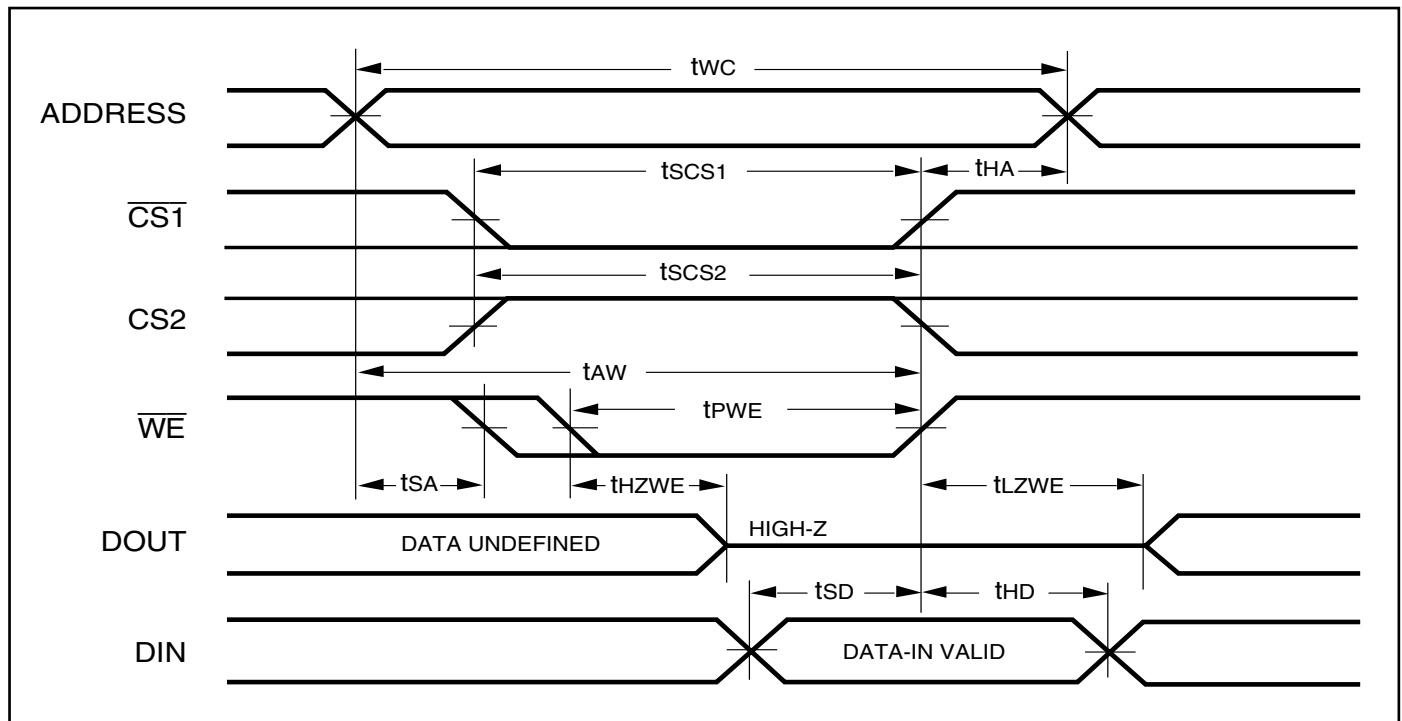 tWC
ADDRESS
tSCS1
tHA
CS1
tSCS2
CS2
tAW
WE
tPWE
tSA
tHZWE
tLZWE
DOUT
DATA UNDEFINED
HIGH-Z
tSD
tHD
DIN
DATA-IN VALID